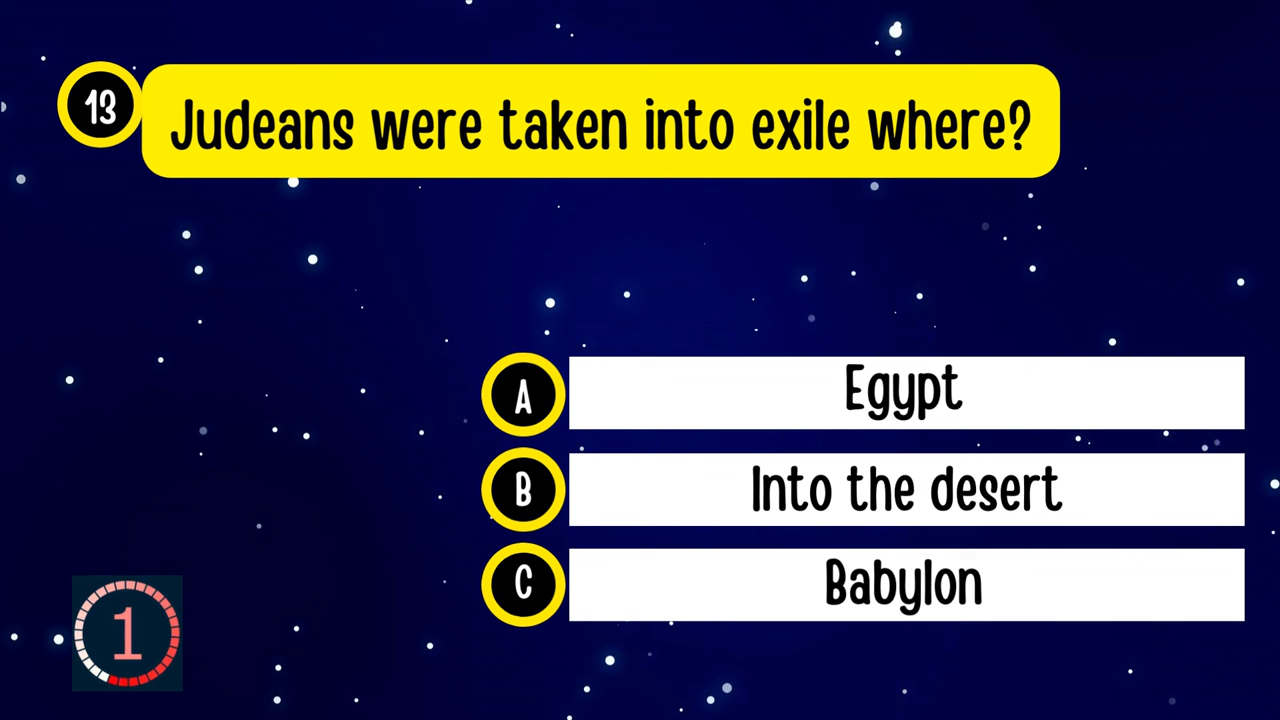 13
Judeans were taken into exile where?
A
Egypt
B
Into the desert
C
Babylon
1